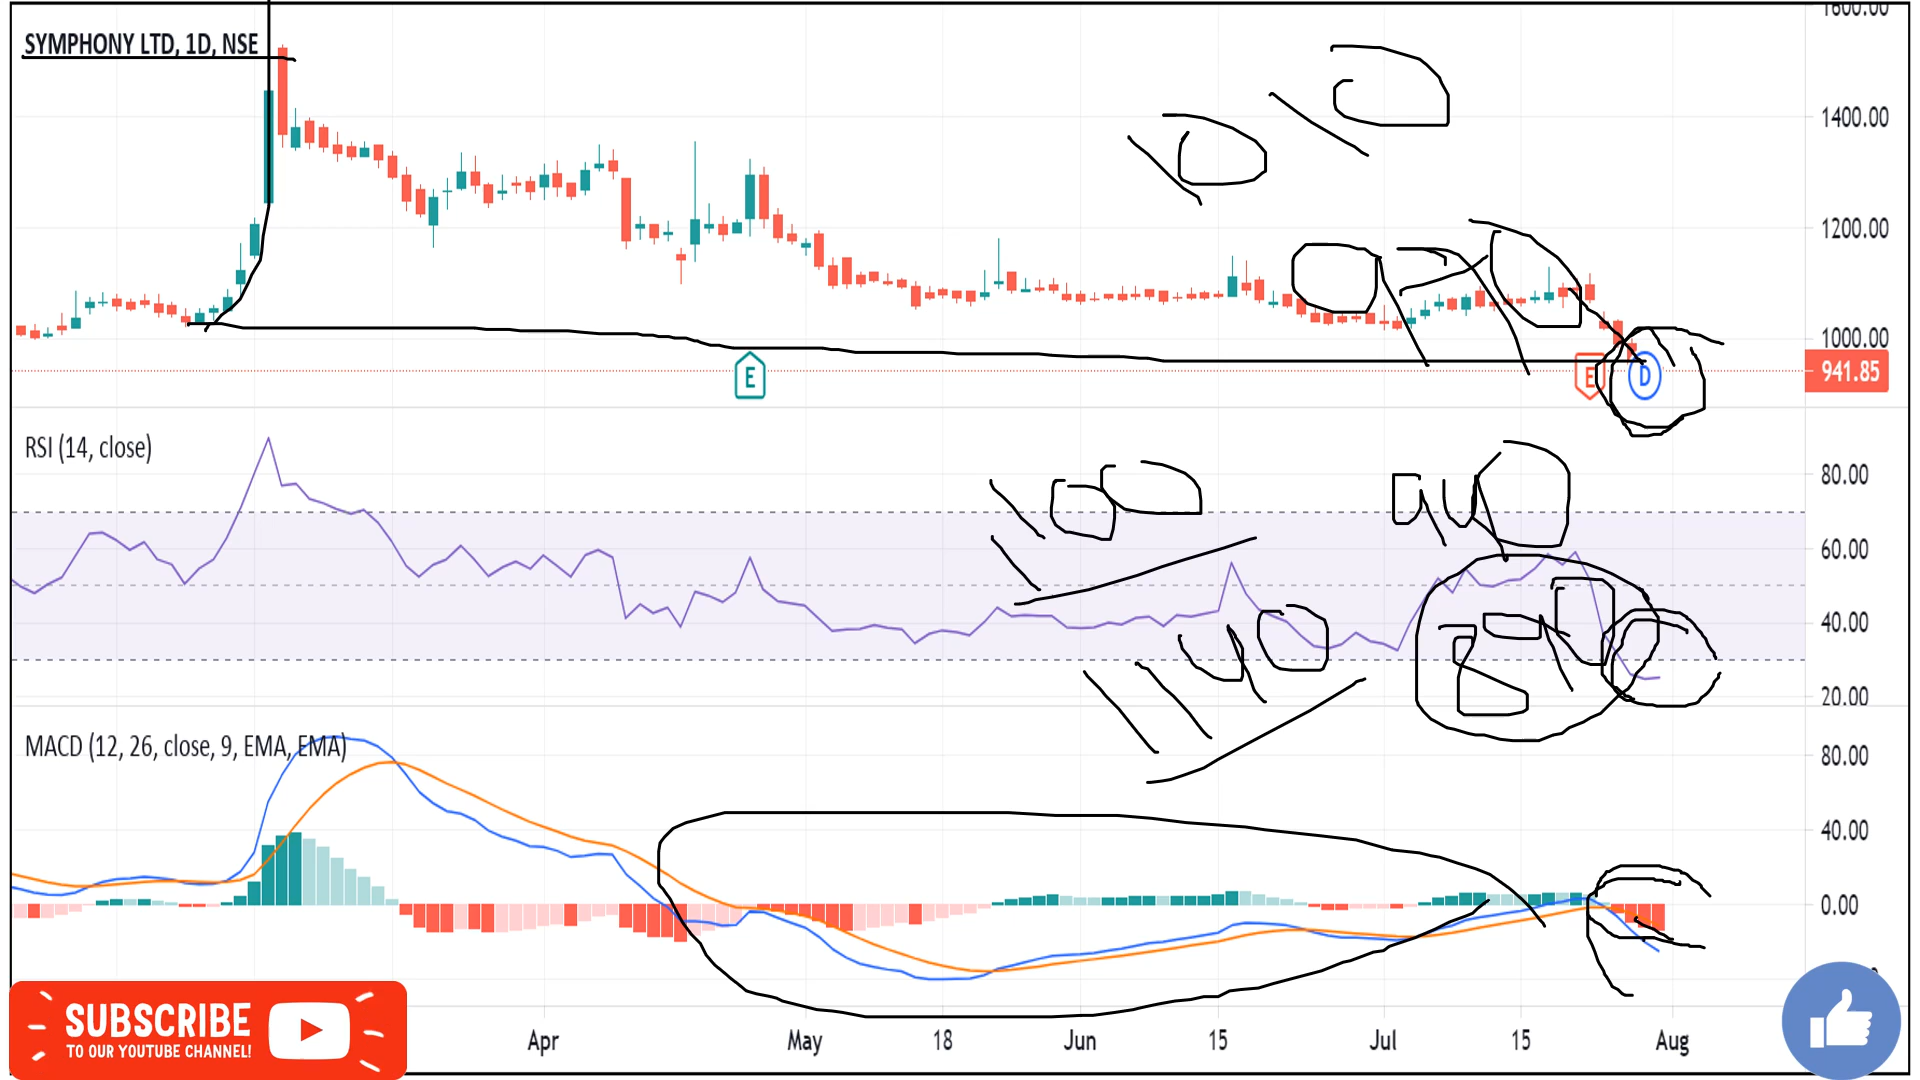 SYMPHONY LTD, 1D, NSE
1600.00
1400.00
1200.00
1000.00
941.85
E
E
D
RSI (14, close)
80.00
60.00
40.00
20.00
MACD (12, 26, close, 9, EMA, EMA)
80.00
40.00
0.00
SUBSCRIBE
TO OUR YOUTUBE CHANNEL!
Apr
May
18
Jun
15
Jul
15
Aug